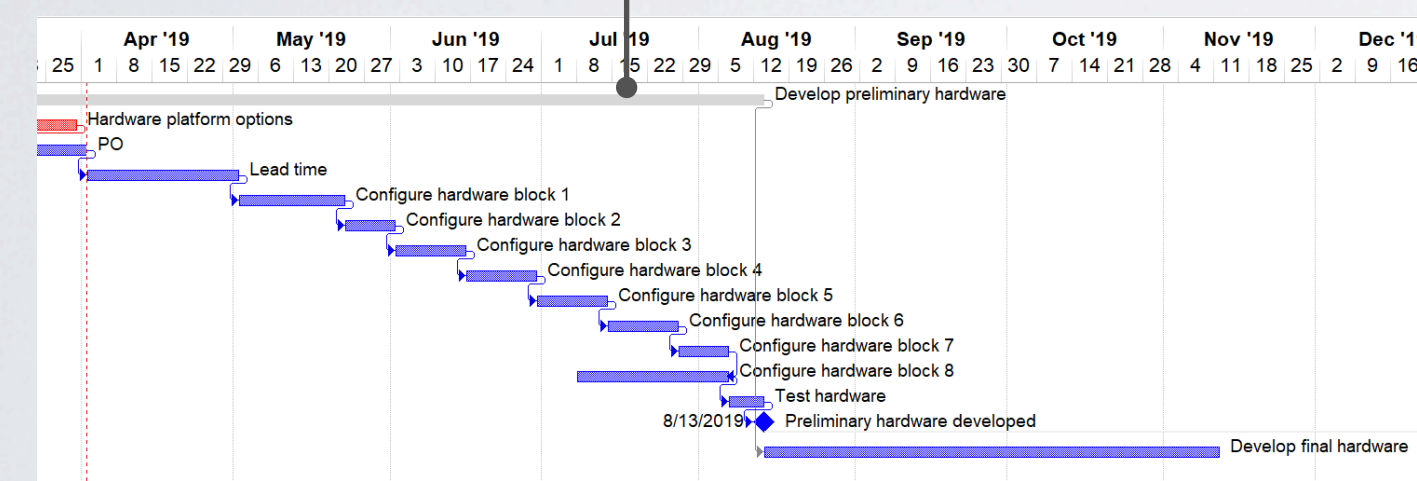 Apr '19 May '19 Jun '19 Jul '19 Aug '19 Sep '19 Oct '19 Nov '19 Dec '1
25 1 8 15 22 29 6 13 20 27 3 10 17 24 1 8 15 22 29 5 12 19 26 2 9 16 23 30 7 14 21 28 4 11 18 25 2 9 16
Develop preliminary hardware
Hardware platform options
PO
Lead time
Configure hardware block 1
Configure hardware block 2
Configure hardware block 3
Configure hardware block 4
Configure hardware block 5
Configure hardware block 6
Configure hardware block 7
Configure hardware block 8
Test hardware
8/13/2019 Preliminary hardware developed
Develop final hardware